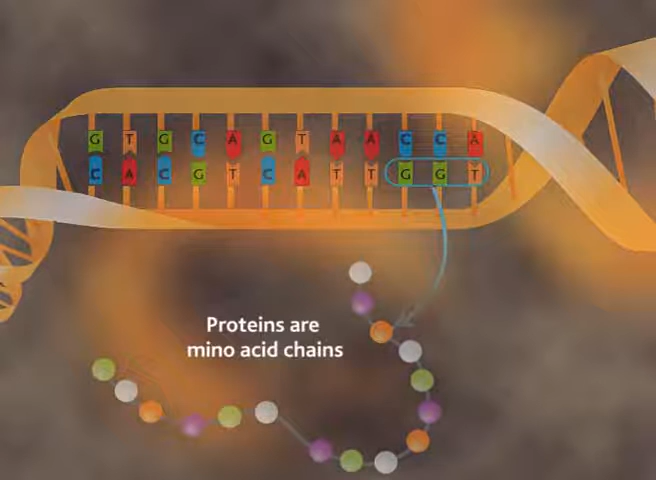 G T G C A G T A A C C A
C A C G T C A T T G G T
Proteins are
mino acid chains